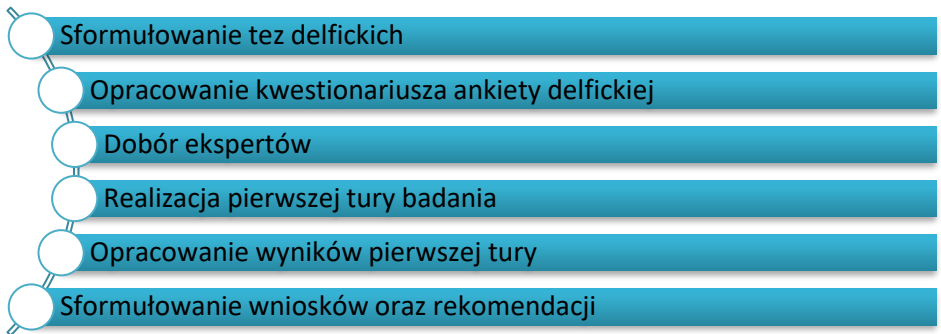 Sformułowanie tez delfickich
Opracowanie kwestionariusza ankiety delfickiej
Dobór ekspertów
Realizacja pierwszej tury badania
Opracowanie wyników pierwszej tury
Sformułowanie wniosków oraz rekomendacji